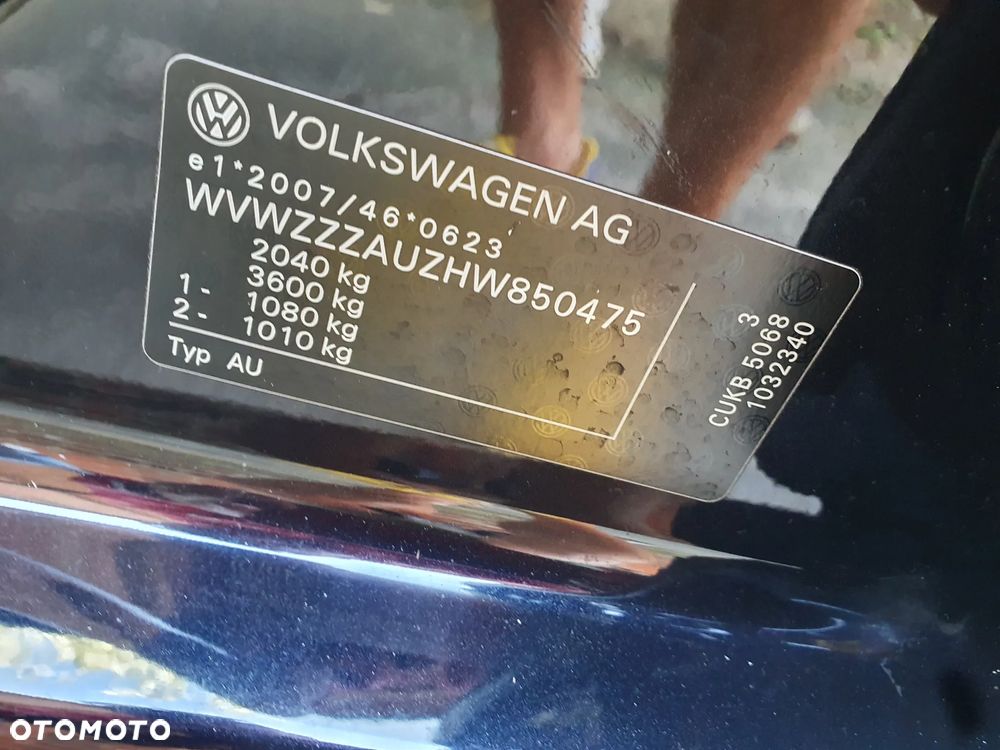 VOLKSWAGEN AG
e1*2007/46*0623
WVWZZZAUZHW850475
2040 kg
3600 kg
1 - 1080 kg
2 - 1010 kg
Typ AU
3
CUKB 5068
1032340
OTOMOTO